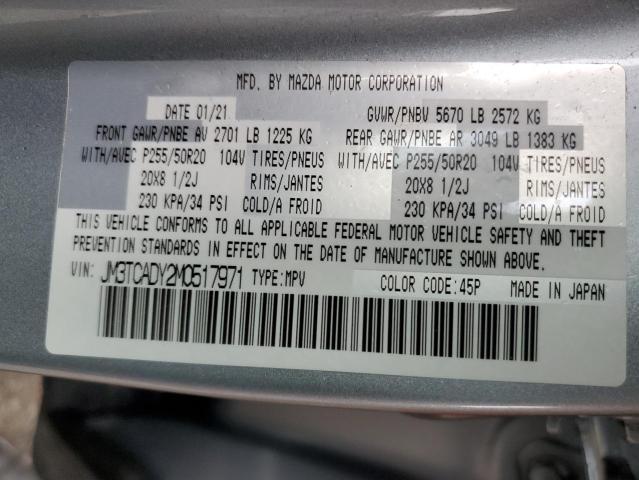 MFD. BY MAZDA MOTOR CORPORATION
DATE 01/21 GVWR/PNBV 5670 LB 2572 KG
FRONT GAWR/PNBE AV 2701 LB 1225 KG REAR GAWR/PNBE AR 3049 LB 1383 KG
WITH/AVEC P255/50R20 104V TIRES/PNEUS WITH/AVEC P255/50R20 104V TIRES/PNEUS
20X8 1/2J RIMS/JANTES 20X8 1/2J RIMS/JANTES
230 KPA/34 PSI COLD/A FROID 230 KPA/34 PSI COLD/A FROID
THIS VEHICLE CONFORMS TO ALL APPLICABLE FEDERAL MOTOR VEHICLE SAFETY AND THEFT
PREVENTION STANDARDS IN EFFECT ON THE DATE OF MANUFACTURE SHOWN ABOVE.
VIN: JM3TCADY2M0517971 TYPE:MPV COLOR CODE:45P MADE IN JAPAN